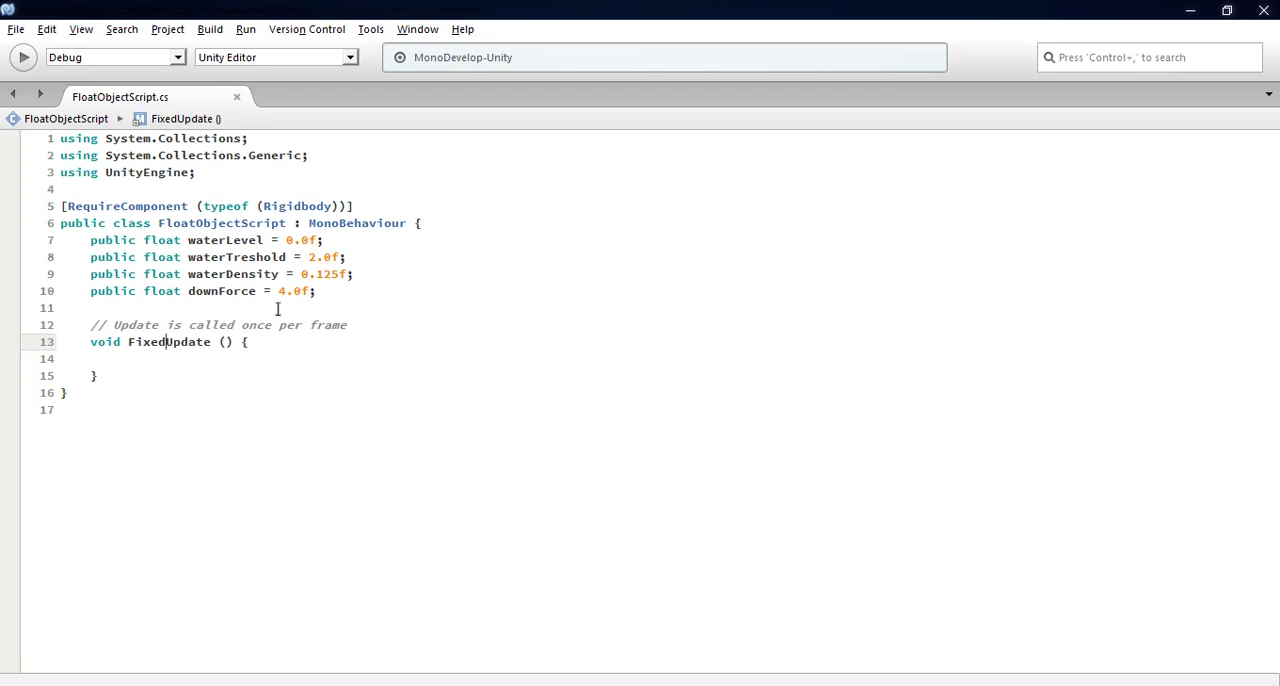 File Edit View Search Project Build Run Version Control Tools Window Help
Debug Unity Editor MonoDevelop-Unity Press 'Control+,' to search
FloatObjectScript.cs
FloatObjectScript FixedUpdate ()
1 using System.Collections;
2 using System.Collections.Generic;
3 using UnityEngine;
4
5 [RequireComponent (typeof (Rigidbody))]
6 public class FloatObjectScript : MonoBehaviour {
7 public float waterLevel = 0.0f;
8 public float waterTreshold = 2.0f;
9 public float waterDensity = 0.125f;
10 public float downForce = 4.0f;
11
12 // Update is called once per frame
13 void FixedUpdate () {
14
15 }
16 }
17